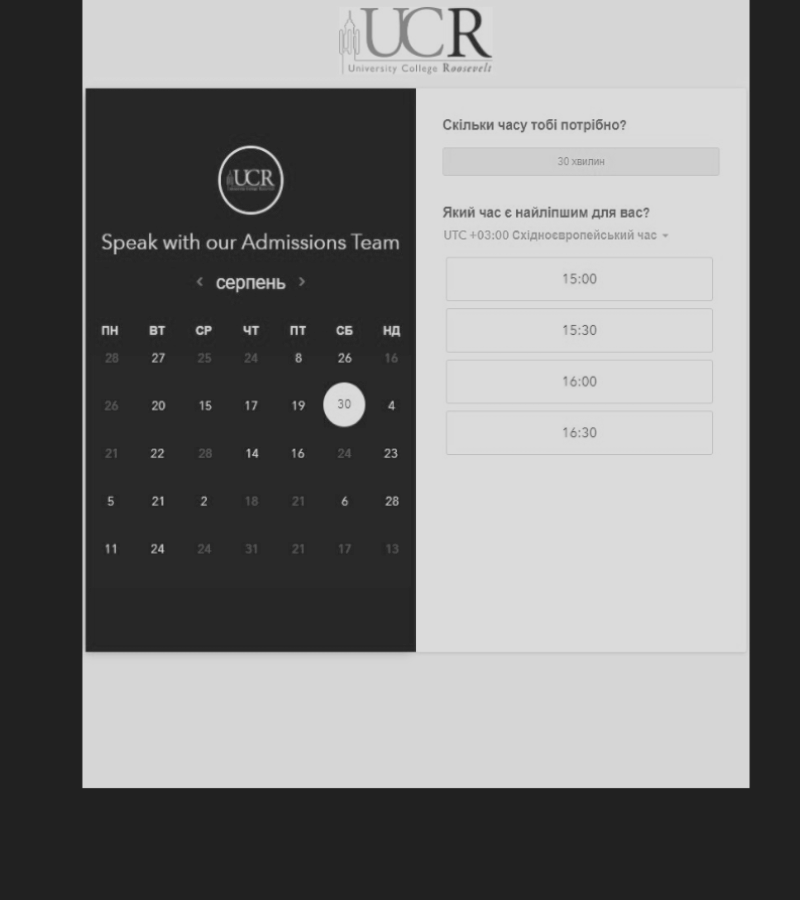 UCR
University College Roosevelt
UCR
Speak with our Admissions Team
‹ серпень ›
ПН ВТ СР ЧТ ПТ СБ НД
28 27 25 24 8 26 16
26 20 15 17 19 30 4
21 22 28 14 16 24 23
5 21 2 18 21 6 28
11 24 24 31 21 17 13
Скільки часу тобі потрібно?
30 хвилин
Який час є найліпшим для вас?
UTC +03:00 Східноєвропейський час
15:00
15:30
16:00
16:30